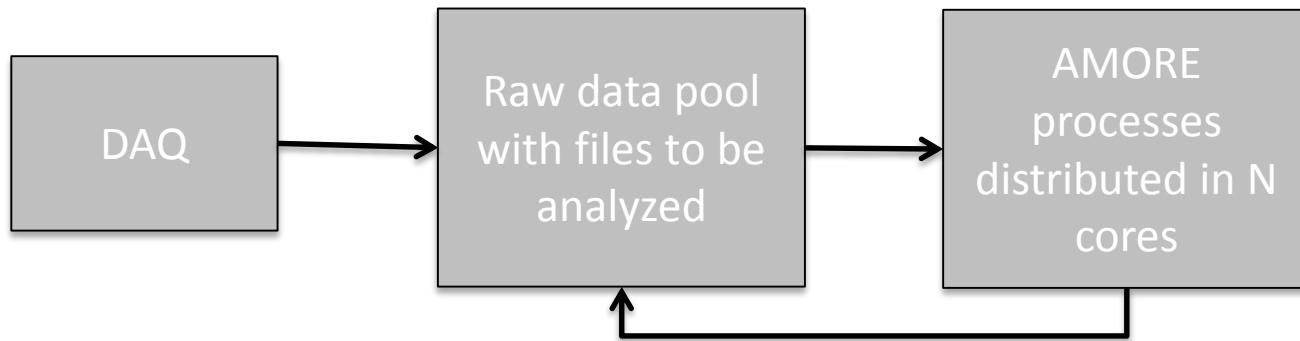 DAQ
Raw data pool
with files to be
analyzed
AMORE
processes
distributed in N
cores